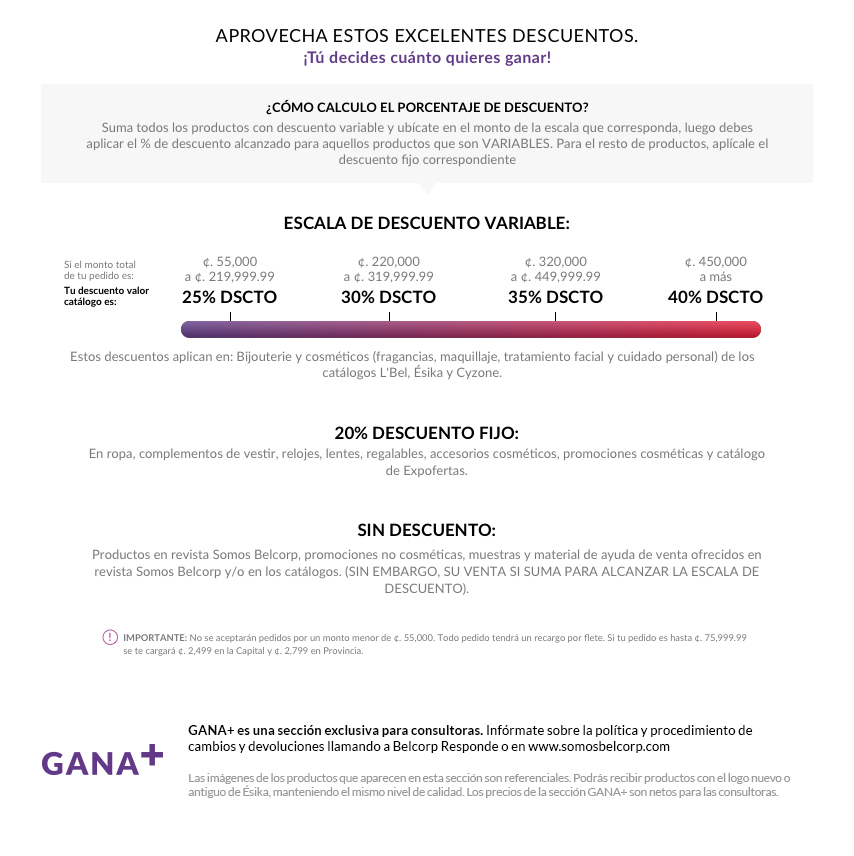 APROVECHA ESTOS EXCELENTES DESCUENTOS.
¡Tú decides cuánto quieres ganar!
¿CÓMO CALCULO EL PORCENTAJE DE DESCUENTO?
Suma todos los productos con descuento variable y ubícate en el monto de la escala que corresponda, luego debes
aplicar el % de descuento alcanzado para aquellos productos que son VARIABLES. Para el resto de productos, aplícale el
descuento fijo correspondiente
ESCALA DE DESCUENTO VARIABLE:
Si el monto total
de tu pedido es:
Tu descuento valor
catálogo es:
₡. 55,000
a ₡. 219,999.99
25% DSCTO
₡. 220,000
a ₡. 319,999.99
30% DSCTO
₡. 320,000
a ₡. 449,999.99
35% DSCTO
₡. 450,000
a más
40% DSCTO
Estos descuentos aplican en: Bijouterie y cosméticos (fragancias, maquillaje, tratamiento facial y cuidado personal) de los
catálogos L'Bel, Ésika y Cyzone.
20% DESCUENTO FIJO:
En ropa, complementos de vestir, relojes, lentes, regalables, accesorios cosméticos, promociones cosméticas y catálogo
de Expofertas.
SIN DESCUENTO:
Productos en revista Somos Belcorp, promociones no cosméticas, muestras y material de ayuda de venta ofrecidos en
revista Somos Belcorp y/o en los catálogos. (SIN EMBARGO, SU VENTA SI SUMA PARA ALCANZAR LA ESCALA DE
DESCUENTO).
IMPORTANTE: No se aceptarán pedidos por un monto menor de ₡. 55,000. Todo pedido tendrá un recargo por flete. Si tu pedido es hasta ₡. 75,999.99
se te cargará ₡. 2,499 en la Capital y ₡. 2,799 en Provincia.
GANA+
GANA+ es una sección exclusiva para consultoras. Infórmate sobre la política y procedimiento de
cambios y devoluciones llamando a Belcorp Responde o en www.somosbelcorp.com
Las imágenes de los productos que aparecen en esta sección son referenciales. Podrás recibir productos con el logo nuevo o
antiguo de Ésika, manteniendo el mismo nivel de calidad. Los precios de la sección GANA+ son netos para las consultoras.